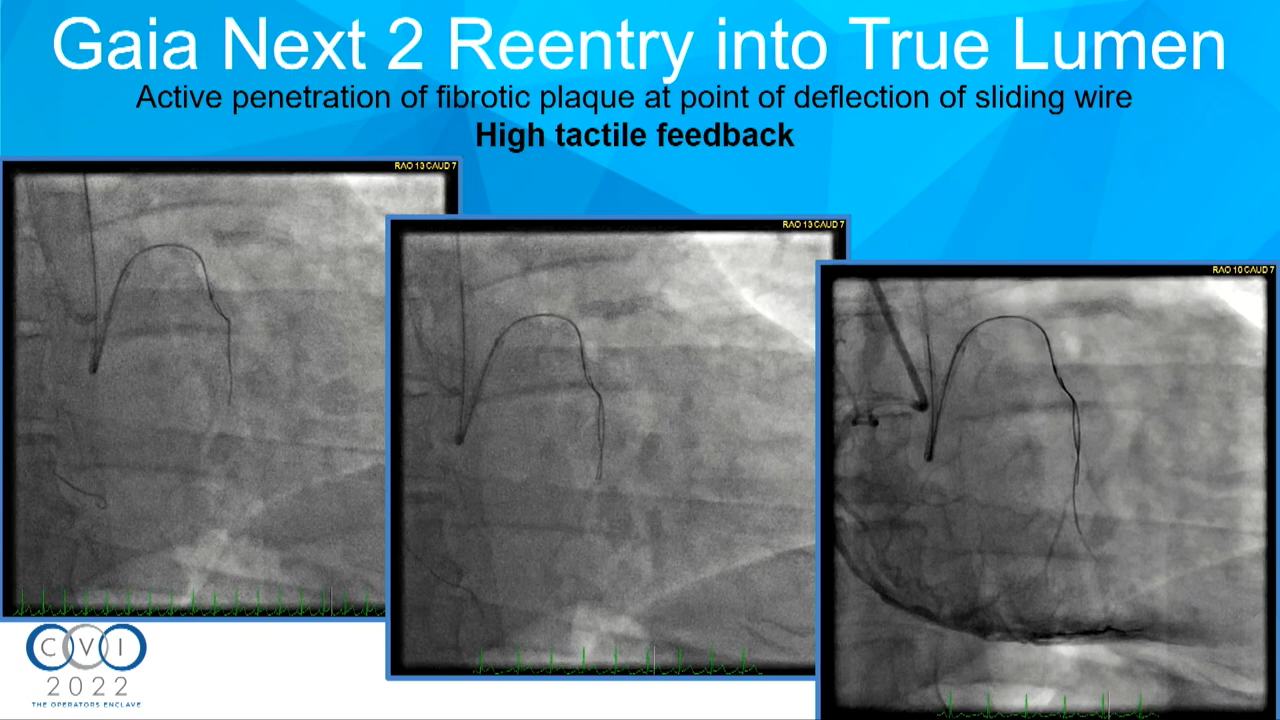 Gaia Next 2 Reentry into True Lumen
Active penetration of fibrotic plaque at point of deflection of sliding wire
High tactile feedback
RAO 13 CAUD 7
RAO 13 CAUD 7
RAO 10 CAUD 7
CVI
2022
THE OPERATORS ENCLAVE